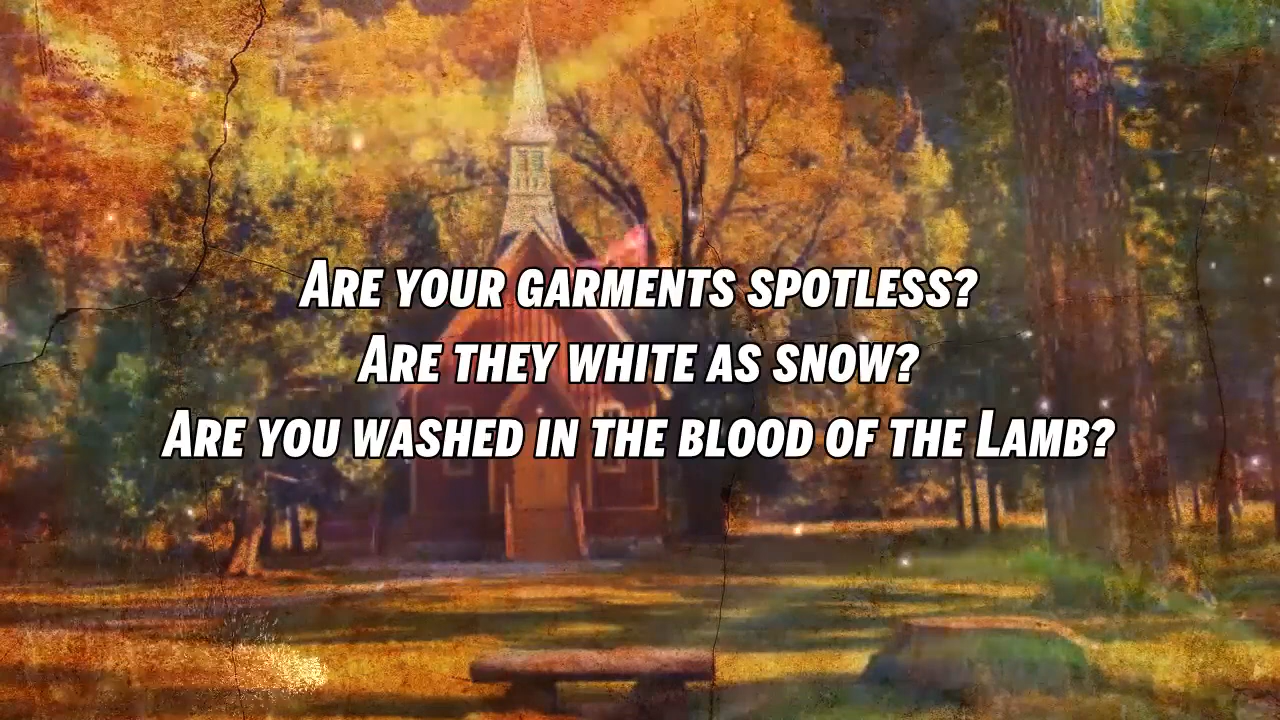 Are your garments spotless?
Are they white as snow?
Are you washed in the blood of the Lamb?